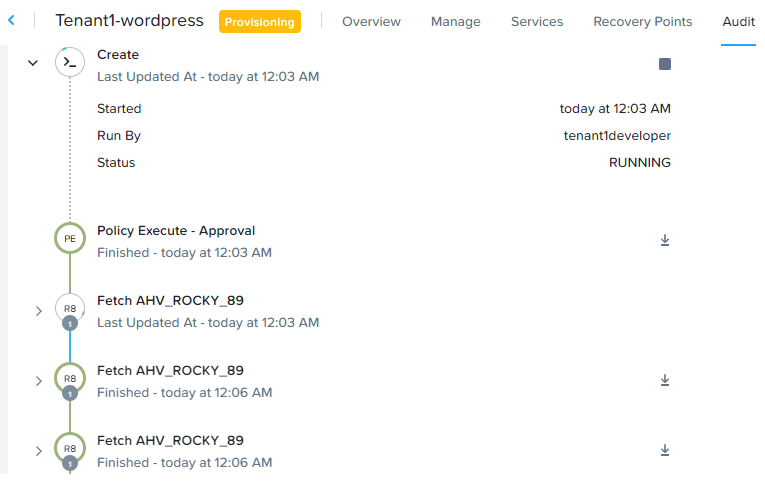 Tenant1-wordpress Provisioning Overview Manage Services Recovery Points Audit
Create
Last Updated At - today at 12:03 AM
Started today at 12:03 AM
Run By tenant1developer
Status RUNNING
PE Policy Execute - Approval
Finished - today at 12:03 AM
R8 Fetch AHV_ROCKY_89
1 Last Updated At - today at 12:03 AM
R8 Fetch AHV_ROCKY_89
1 Finished - today at 12:06 AM
R8 Fetch AHV_ROCKY_89
1 Finished - today at 12:06 AM